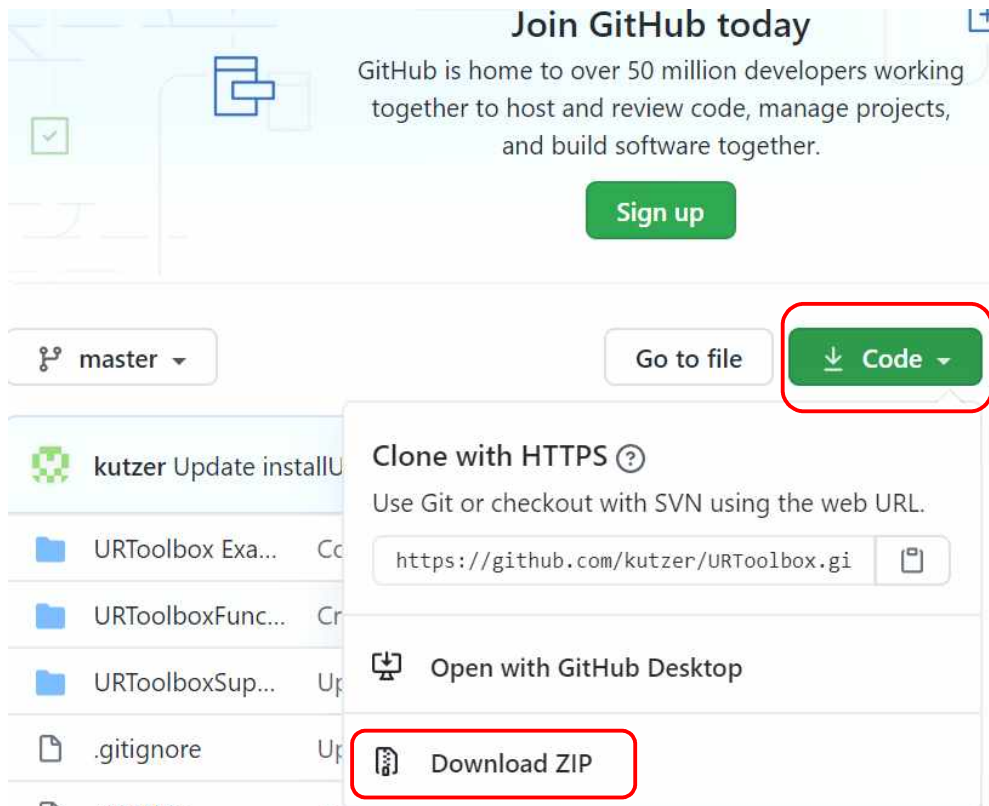 Join GitHub today
GitHub is home to over 50 million developers working
together to host and review code, manage projects,
and build software together.
Sign up
master
Go to file
Code
kutzer Update installU
Clone with HTTPS
Use Git or checkout with SVN using the web URL.
https://github.com/kutzer/URToolbox.gi
URToolbox Exa... Co
URToolboxFunc... Cr
URToolboxSup... Up
Open with GitHub Desktop
.gitignore Up
Download ZIP